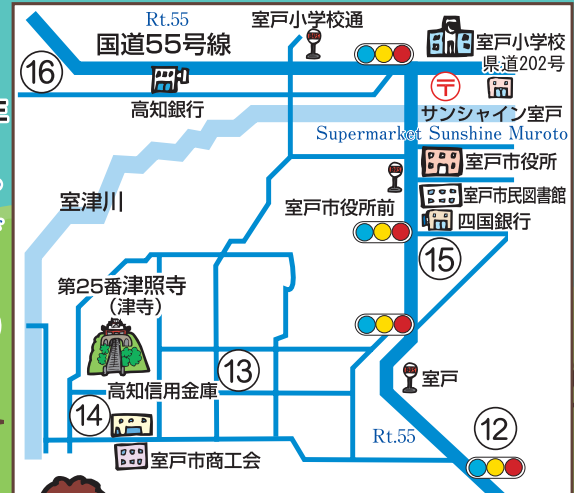 Rt.55
国道55号線
室戸小学校通
室戸小学校
県道202号
16
高知銀行
〒
サンシャイン室戸
Supermarket Sunshine Muroto
室戸市役所
室津川
室戸市役所前
室戸市民図書館
四国銀行
15
第25番津照寺
(津寺)
13
室戸
高知信用金庫
14
Rt.55
12
室戸市商工会